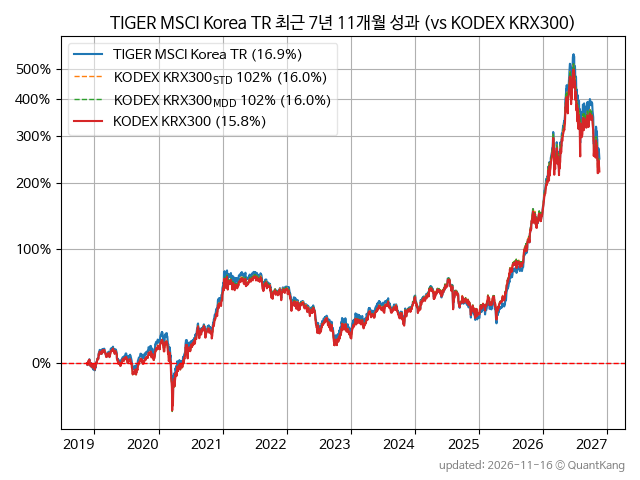 TIGER MSCI Korea TR 최근 7년 11개월 성과 (vs KODEX KRX300)
TIGER MSCI Korea TR (16.9%)
KODEX KRX300STD 102% (16.0%)
KODEX KRX300MDD 102% (16.0%)
KODEX KRX300 (15.8%)
500%
400%
300%
200%
100%
0%
2019 2020 2021 2022 2023 2024 2025 2026 2027
updated: 2026-11-16 © QuantKang